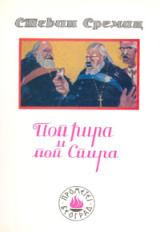 Стеван Сремац
Поп Ћира
и
поп Спира
ПРОМЕТЕЈ
БЕОГРАД